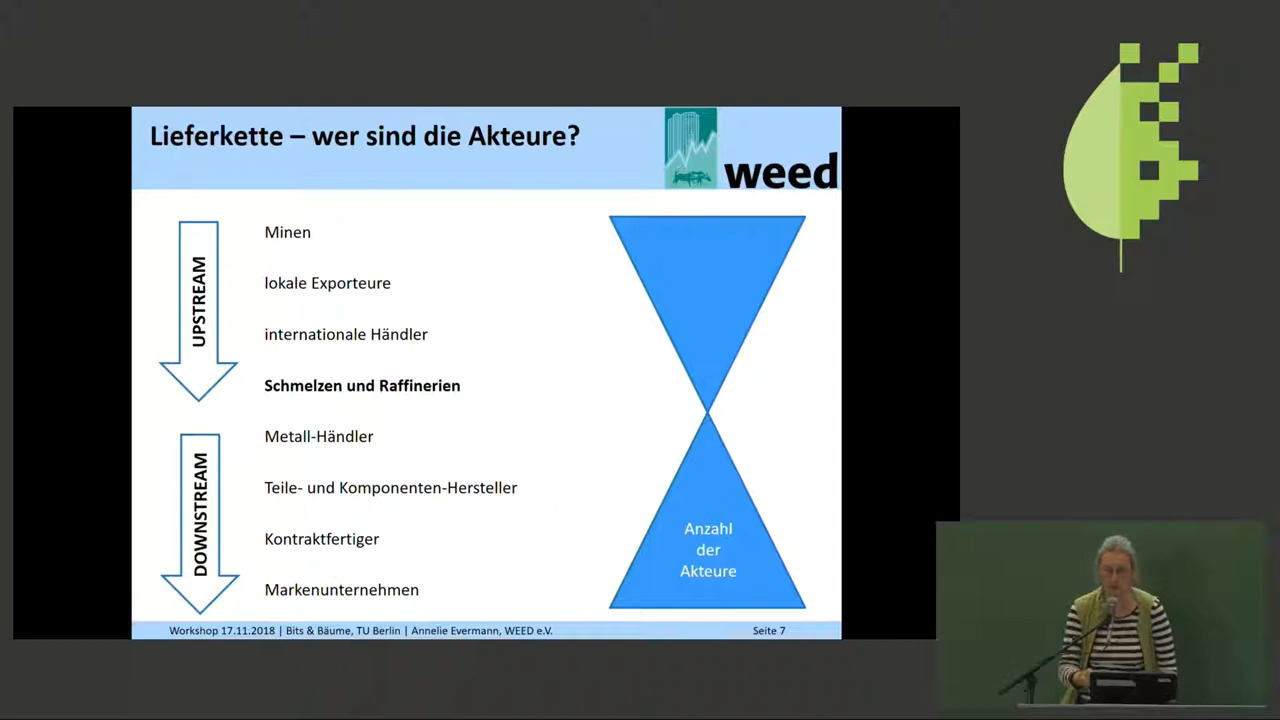 Lieferkette – wer sind die Akteure?
weed
UPSTREAM
Minen
lokale Exporteure
internationale Händler
Schmelzen und Raffinerien
DOWNSTREAM
Metall-Händler
Teile- und Komponenten-Hersteller
Kontraktfertiger
Markenunternehmen
Anzahl
der
Akteure
Workshop 17.11.2018 | Bits & Bäume, TU Berlin | Annelie Evermann, WEED e.V.
Seite 7